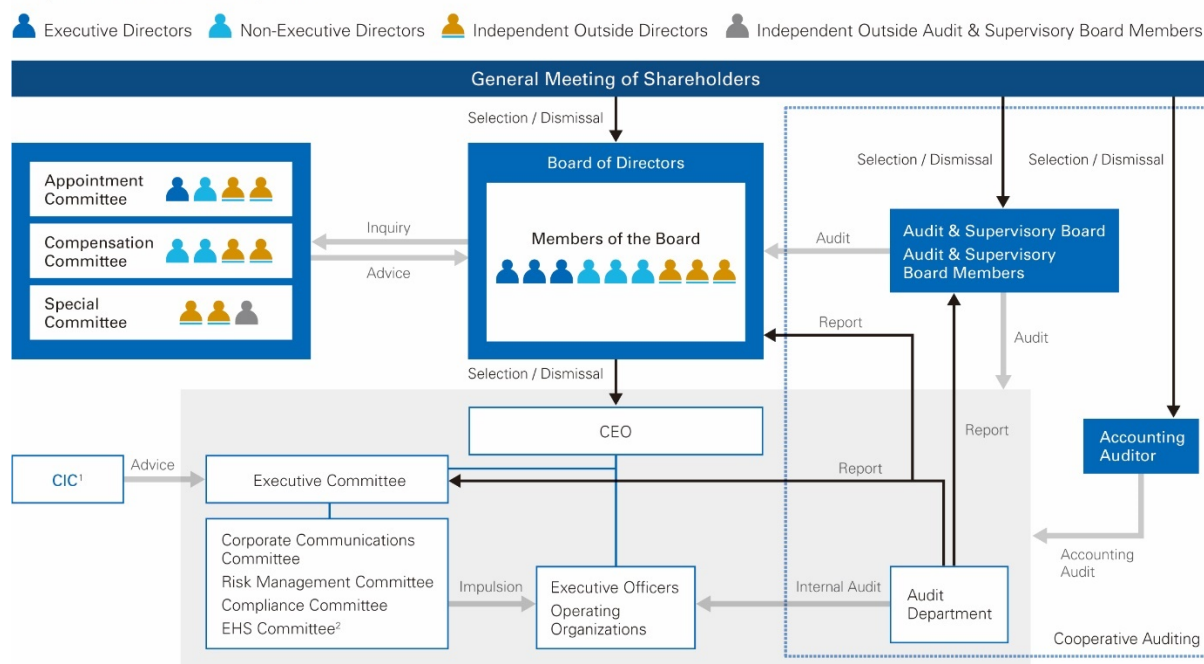 Executive Directors
Non-Executive Directors
Independent Outside Directors
Independent Outside Audit & Supervisory Board Members
General Meeting of Shareholders
Selection / Dismissal
Selection / Dismissal
Selection / Dismissal
Appointment
Committee
Compensation
Committee
Special
Committee
Inquiry
Advice
Board of Directors
Members of the Board
Audit
Audit & Supervisory Board
Audit & Supervisory
Board Members
Report
Audit
Selection / Dismissal
CEO
Report
Accounting
Auditor
CIC¹
Advice
Executive Committee
Report
Corporate Communications
Committee
Risk Management Committee
Compliance Committee
EHS Committee²
Impulsion
Executive Officers
Operating
Organizations
Internal Audit
Audit
Department
Accounting
Audit
Cooperative Auditing